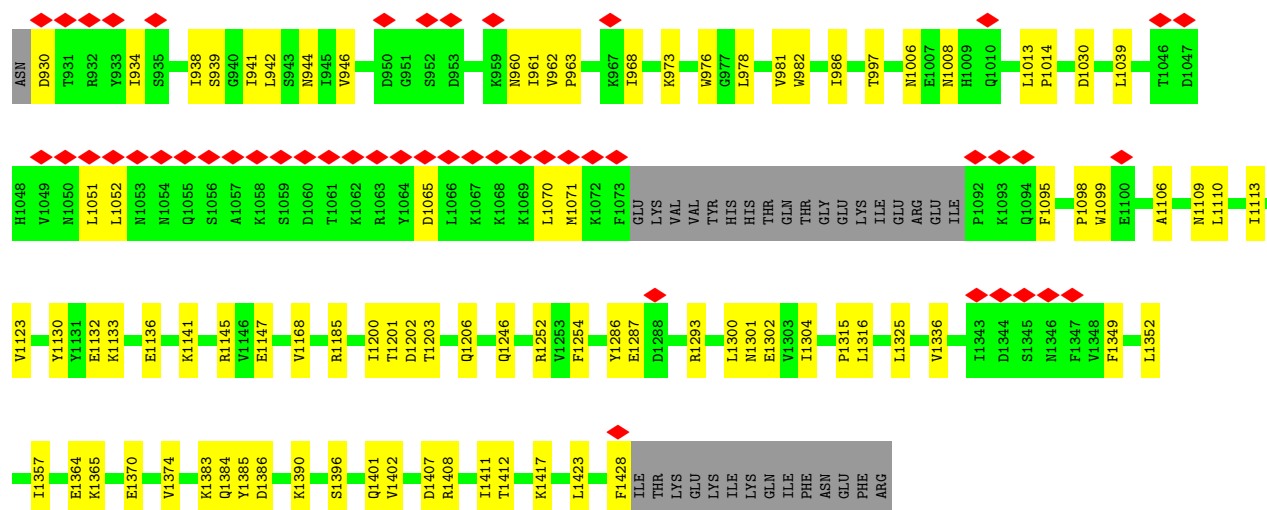 ASN D930 T931 R932 Y933 I934 S935 I938 S939 G940 I941 L942 S943 N944 I945 V946 D950 G951 S952 D953 K959 N960 I961 V962 P963 K967 I968 K973 W976 G977 L978 V981 W982 I986 T997 N1006 E1007 N1008 H1009 Q1010 L1013 P1014 D1030 L1039 T1046 D1047
H1048 V1049 N1050 L1051 L1052 N1053 N1054 Q1055 S1056 A1057 K1058 S1059 D1060 T1061 K1062 R1063 Y1064 D1065 L1066 K1067 K1068 K1069 L1070 M1071 K1072 F1073 GLU LYS VAL VAL TYR HIS HIS THR GLN THR GLY GLU LYS ILE GLU ARG GLU ILE P1092 K1093 Q1094 F1095 P1098 W1099 E1100 A1106 N1109 L1110 I1113
V1123 Y1130 Y1131 E1132 K1133 E1136 K1141 R1145 V1146 E1147 V1168 R1185 I1200 T1201 D1202 T1203 Q1206 Q1246 R1252 V1253 F1254 Y1286 E1287 D1288 R1293 L1300 N1301 E1302 V1303 I1304 P1315 L1316 L1325 V1336 I1343 D1344 S1345 N1346 F1347 V1348 F1349 L1352
I1357 E1364 K1365 E1370 V1374 K1383 Q1384 Y1385 D1386 K1390 S1396 Q1401 V1402 D1407 R1408 I1411 T1412 K1417 L1423 F1428 ILE THR LYS GLU LYS ILE LYS GLN ILE PHE ASN GLU PHE ARG